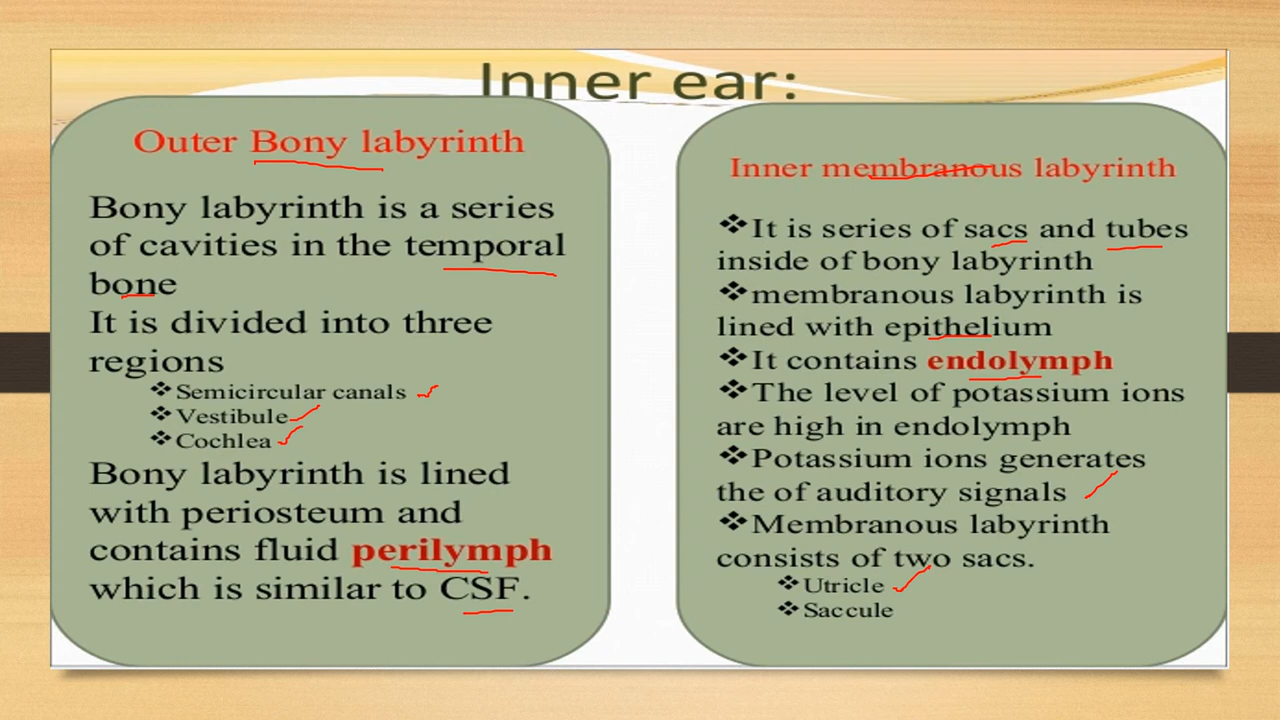 Inner ear:
Outer Bony labyrinth
Bony labyrinth is a series
of cavities in the temporal
bone
It is divided into three
regions
❖Semicircular canals
❖Vestibule
❖Cochlea
Bony labyrinth is lined
with periosteum and
contains fluid perilymph
which is similar to CSF.
Inner membranous labyrinth
❖It is series of sacs and tubes
inside of bony labyrinth
❖membranous labyrinth is
lined with epithelium
❖It contains endolymph
❖The level of potassium ions
are high in endolymph
❖Potassium ions generates
the of auditory signals
❖Membranous labyrinth
consists of two sacs.
❖Utricle
❖Saccule